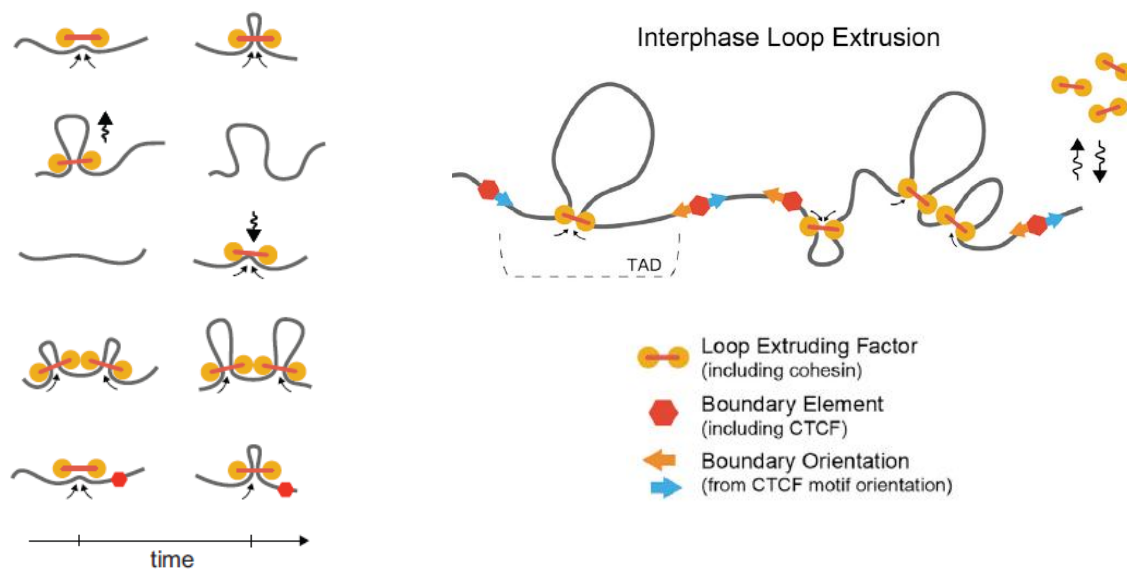 Interphase Loop Extrusion
TAD
Loop Extruding Factor
(including cohesin)
Boundary Element
(including CTCF)
Boundary Orientation
(from CTCF motif orientation)
time